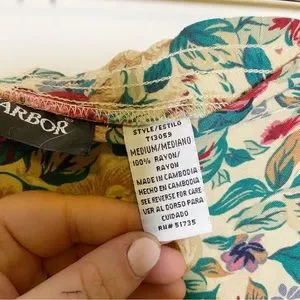 ARBOR
STYLE/ESTILO
T13059
MEDIUM/MEDIANO
100% RAYON/
RAYON
MADE IN CAMBODIA
HECHO EN CAMBODIA
SEE REVERSE FOR CARE
VER AL DORSO PARA
CUIDADO
RN# 51735